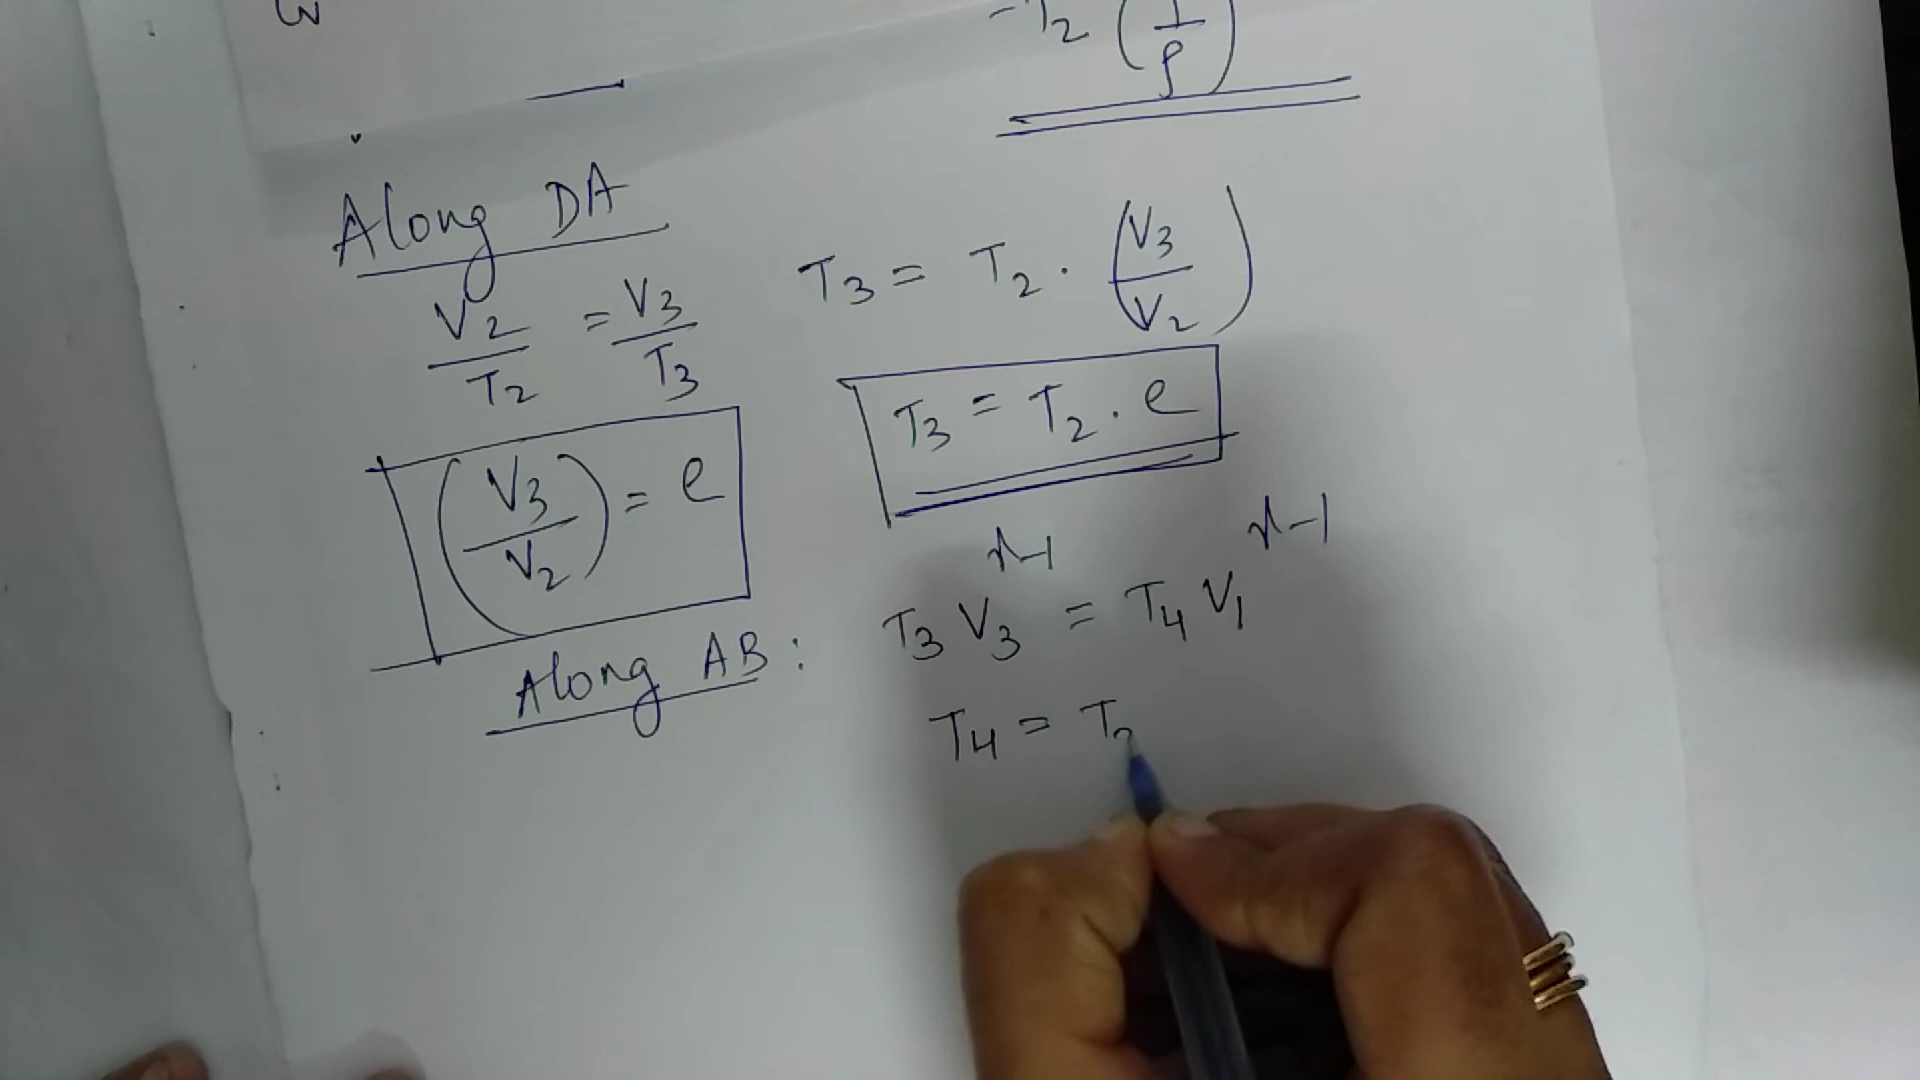 T2 (1/ρ)
Along DA
V2/T2 = V3/T3
T3 = T2 . (V3/V2)
(V3/V2) = e
T3 = T2 . e
Along AB : T3 V3^γ-1 = T4 V1^γ-1
T4 = T